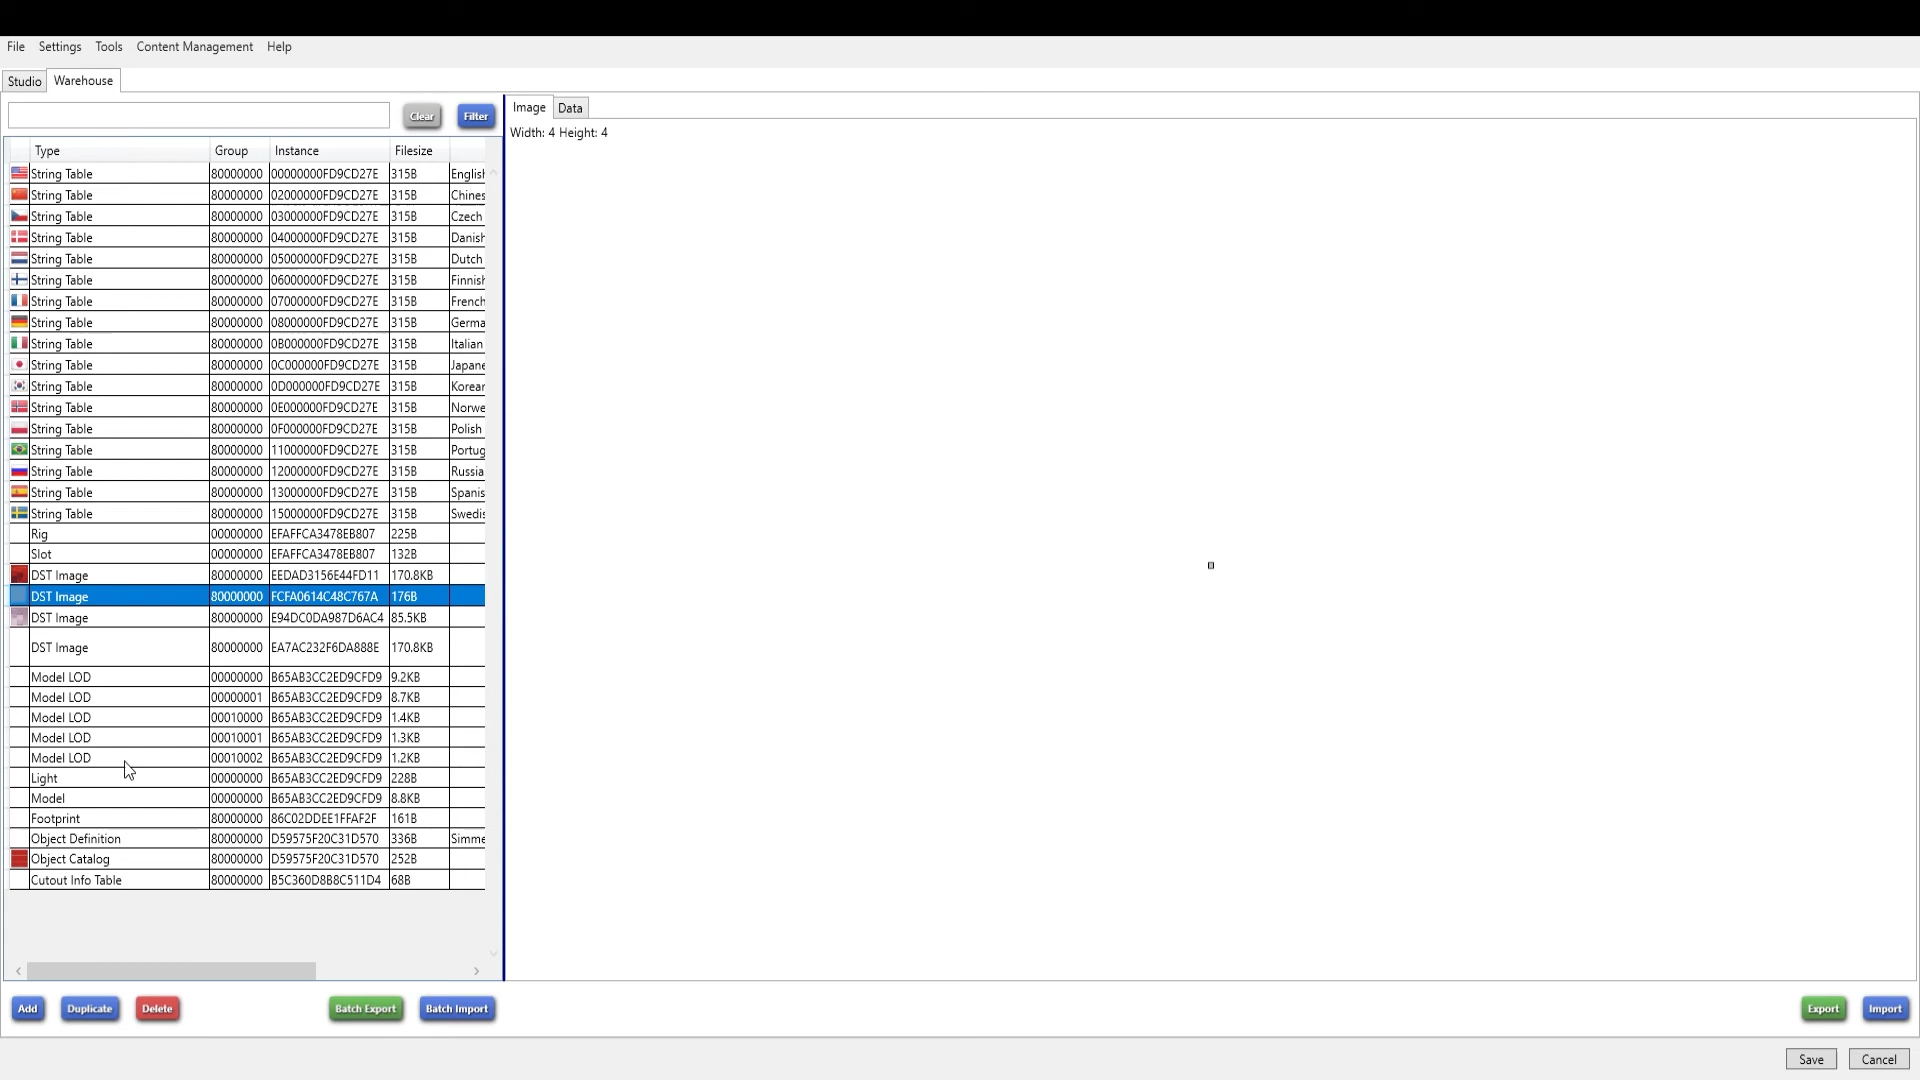 File Settings Tools Content Management Help
Studio Warehouse
Clear Filter
Image Data
Width: 4 Height: 4
Type Group Instance Filesize
String Table 80000000 00000000FD9CD27E 315B English
String Table 80000000 02000000FD9CD27E 315B Chines
String Table 80000000 03000000FD9CD27E 315B Czech
String Table 80000000 04000000FD9CD27E 315B Danish
String Table 80000000 05000000FD9CD27E 315B Dutch
String Table 80000000 06000000FD9CD27E 315B Finnish
String Table 80000000 07000000FD9CD27E 315B French
String Table 80000000 08000000FD9CD27E 315B Germa
String Table 80000000 0B000000FD9CD27E 315B Italian
String Table 80000000 0C000000FD9CD27E 315B Japane
String Table 80000000 0D000000FD9CD27E 315B Korean
String Table 80000000 0E000000FD9CD27E 315B Norwe
String Table 80000000 0F000000FD9CD27E 315B Polish
String Table 80000000 11000000FD9CD27E 315B Portug
String Table 80000000 12000000FD9CD27E 315B Russia
String Table 80000000 13000000FD9CD27E 315B Spanis
String Table 80000000 15000000FD9CD27E 315B Swedis
Rig 00000000 EFAFFCA3478EB807 225B
Slot 00000000 EFAFFCA3478EB807 132B
DST Image 80000000 EEDAD3156E44FD11 170.8KB
DST Image 80000000 FCFA0614C48C767A 176B
DST Image 80000000 E94DC0DA987D6AC4 85.5KB
DST Image 80000000 EA7AC232F6DA888E 170.8KB
Model LOD 00000000 B65AB3CC2ED9CFD9 9.2KB
Model LOD 00000001 B65AB3CC2ED9CFD9 8.7KB
Model LOD 00010000 B65AB3CC2ED9CFD9 1.4KB
Model LOD 00010001 B65AB3CC2ED9CFD9 1.3KB
Model LOD 00010002 B65AB3CC2ED9CFD9 1.2KB
Light 00000000 B65AB3CC2ED9CFD9 228B
Model 00000000 B65AB3CC2ED9CFD9 8.8KB
Footprint 80000000 86C02DDEE1FFAF2F 161B
Object Definition 80000000 D59575F20C31D570 336B Simme
Object Catalog 80000000 D59575F20C31D570 252B
Cutout Info Table 80000000 B5C360D8B8C511D4 68B
Add Duplicate Delete Batch Export Batch Import Export Import
Save Cancel